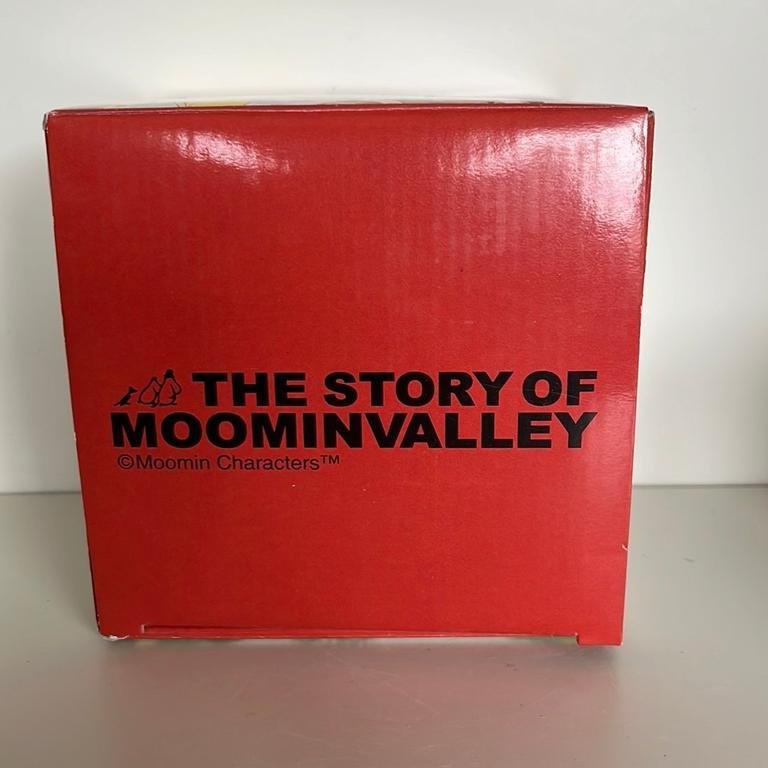 THE STORY OF
MOOMINVALLEY
©Moomin Characters™